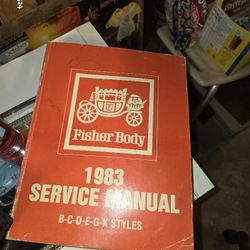 Fisher Body
1983
SERVICE MANUAL
B-C-D-E-G-K STYLES